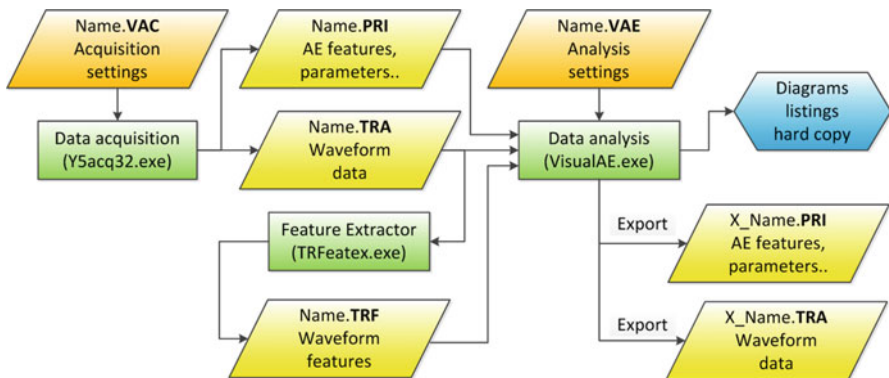 Name.VAC
Acquisition
settings
Name.PRI
AE features,
parameters..
Name.VAE
Analysis
settings
Diagrams
listings
hard copy
Data acquisition
(Y5acq32.exe)
Name.TRA
Waveform
data
Data analysis
(VisualAE.exe)
Feature Extractor
(TRFeatex.exe)
Export
X_Name.PRI
AE features,
parameters..
Name.TRF
Waveform
features
Export
X_Name.TRA
Waveform
data